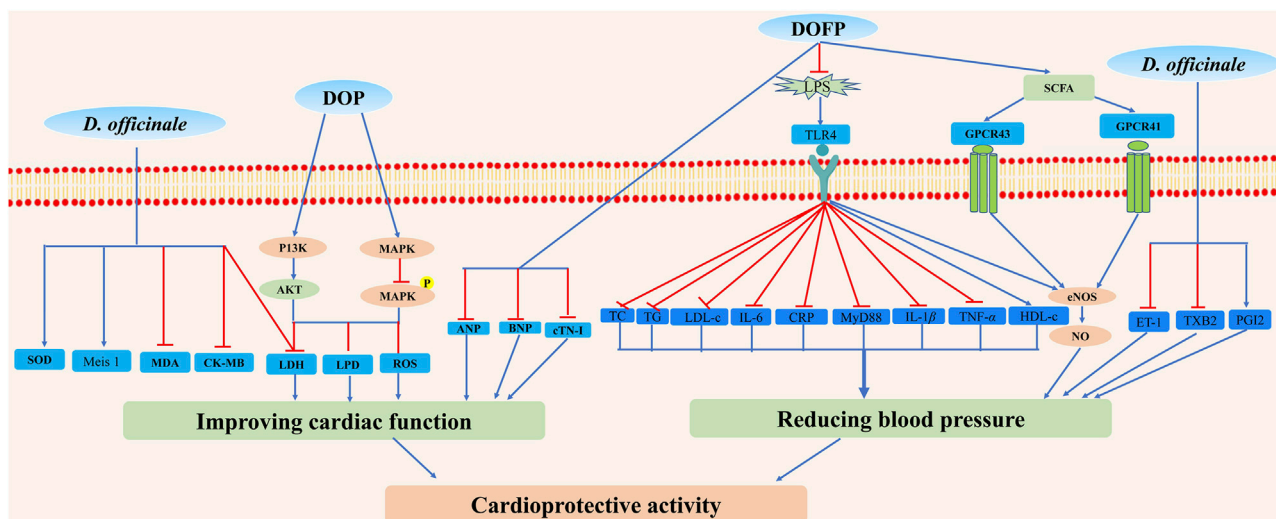 DOFP
D. officinale
LPS
SCFA
DOP
D. officinale
TLR4
GPCR43
GPCR41
P13K
MAPK
P
AKT
MAPK
eNOS
ANP
BNP
cTN-I
TC
TG
LDL-c
IL-6
CRP
MyD88
IL-1β
TNF-α
HDL-c
ET-1
TXB2
PGI2
NO
SOD
Meis 1
MDA
CK-MB
LDH
LPD
ROS
Improving cardiac function
Reducing blood pressure
Cardioprotective activity